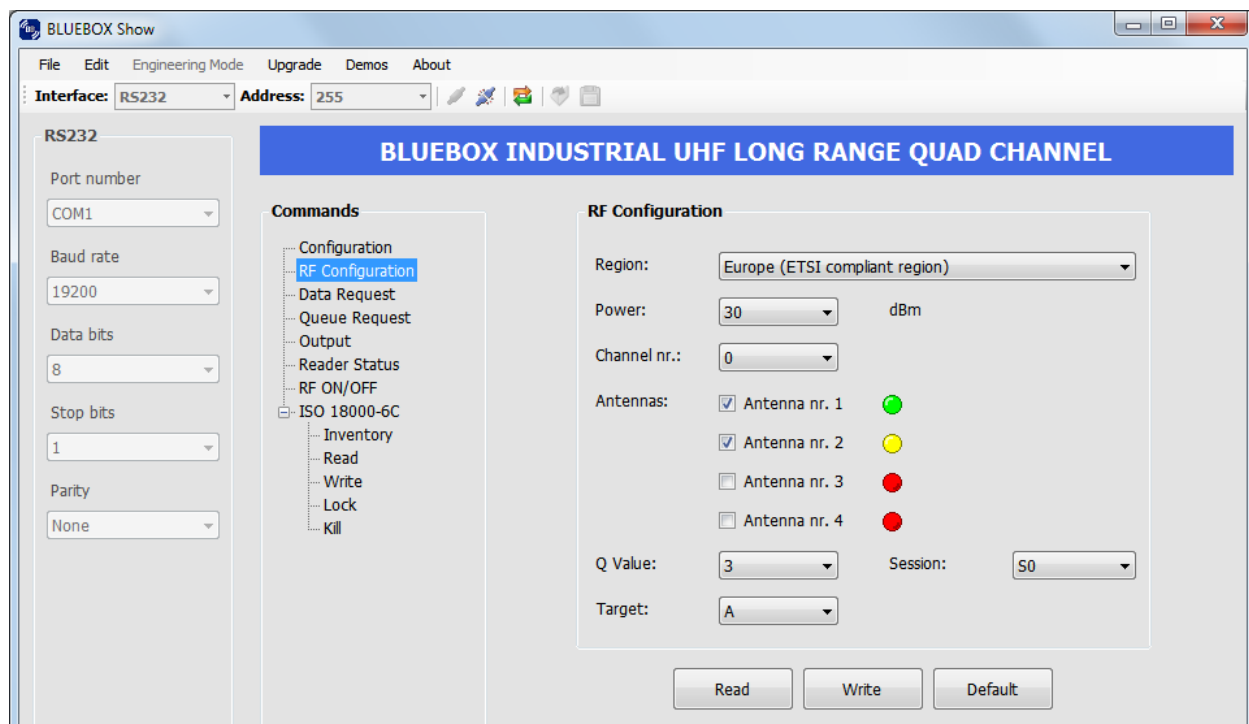 BLUEBOX Show
File Edit Engineering Mode Upgrade Demos About
Interface: RS232 Address: 255
RS232
Port number
COM1
Baud rate
19200
Data bits
8
Stop bits
1
Parity
None
BLUEBOX INDUSTRIAL UHF LONG RANGE QUAD CHANNEL
Commands
Configuration
RF Configuration
Data Request
Queue Request
Output
Reader Status
RF ON/OFF
ISO 18000-6C
Inventory
Read
Write
Lock
Kill
RF Configuration
Region: Europe (ETSI compliant region)
Power: 30 dBm
Channel nr.: 0
Antennas: Antenna nr. 1
Antenna nr. 2
Antenna nr. 3
Antenna nr. 4
Q Value: 3 Session: S0
Target: A
Read Write Default